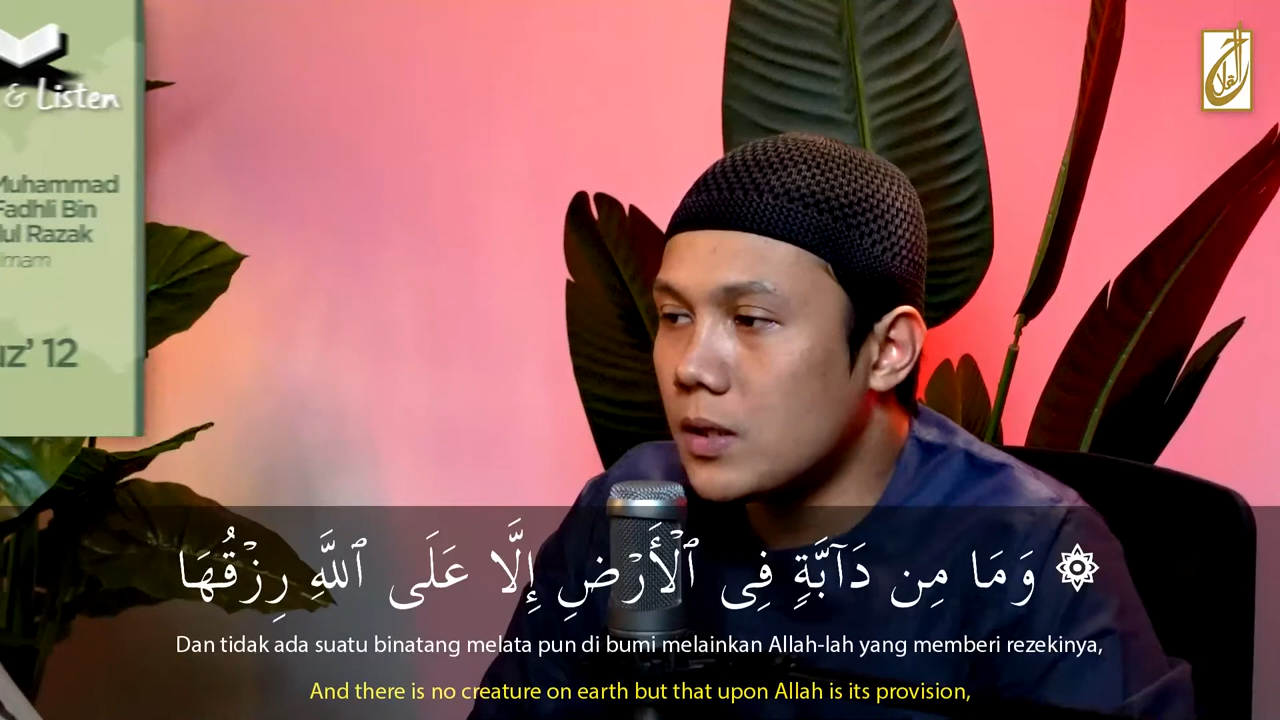 & Listen
Muhammad
Fadhli Bin
ul Razak
Imam
uz’ 12
۞ وَمَا مِن دَآبَّةٍ فِى ٱلْأَرْضِ إِلَّا عَلَى ٱللَّهِ رِزْقُهَا
Dan tidak ada suatu binatang melata pun di bumi melainkan Allah-lah yang memberi rezekinya,
And there is no creature on earth but that upon Allah is its provision,